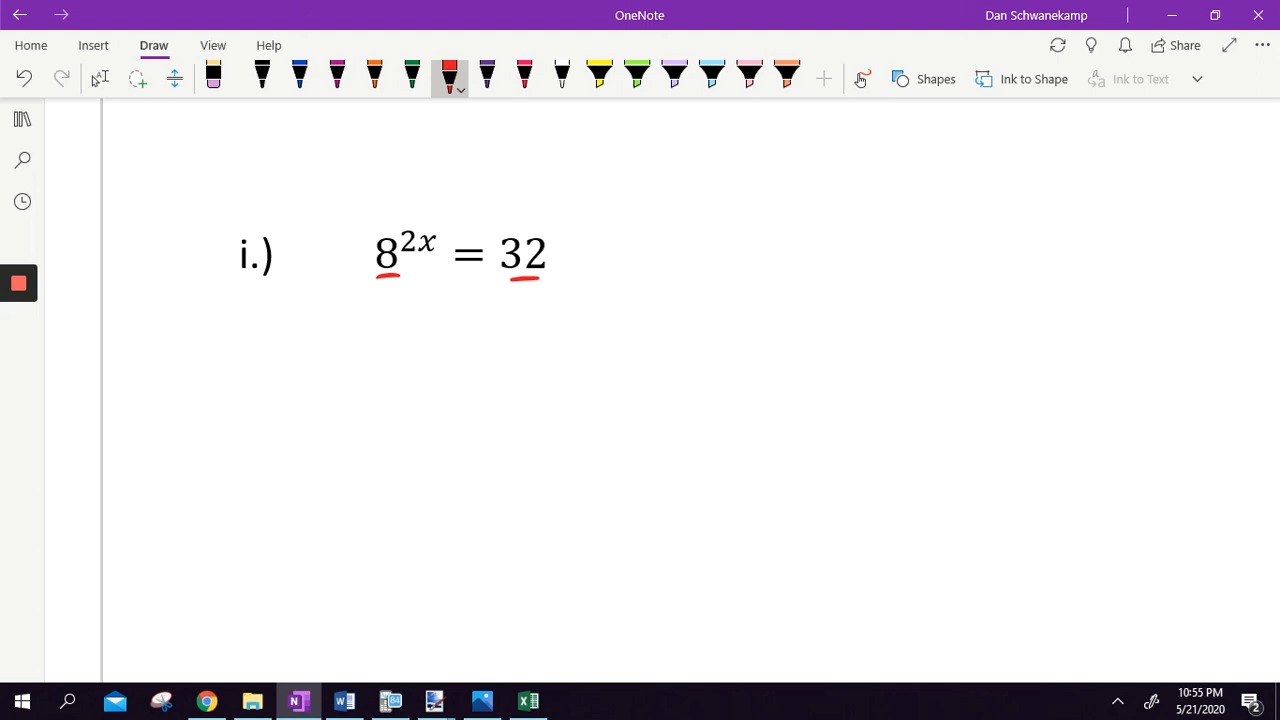 OneNote
Dan Schwanekamp
Home Insert Draw View Help
Share
Shapes Ink to Shape Ink to Text
i.) 8^{2x} = 32
10:55 PM
5/21/2020
2